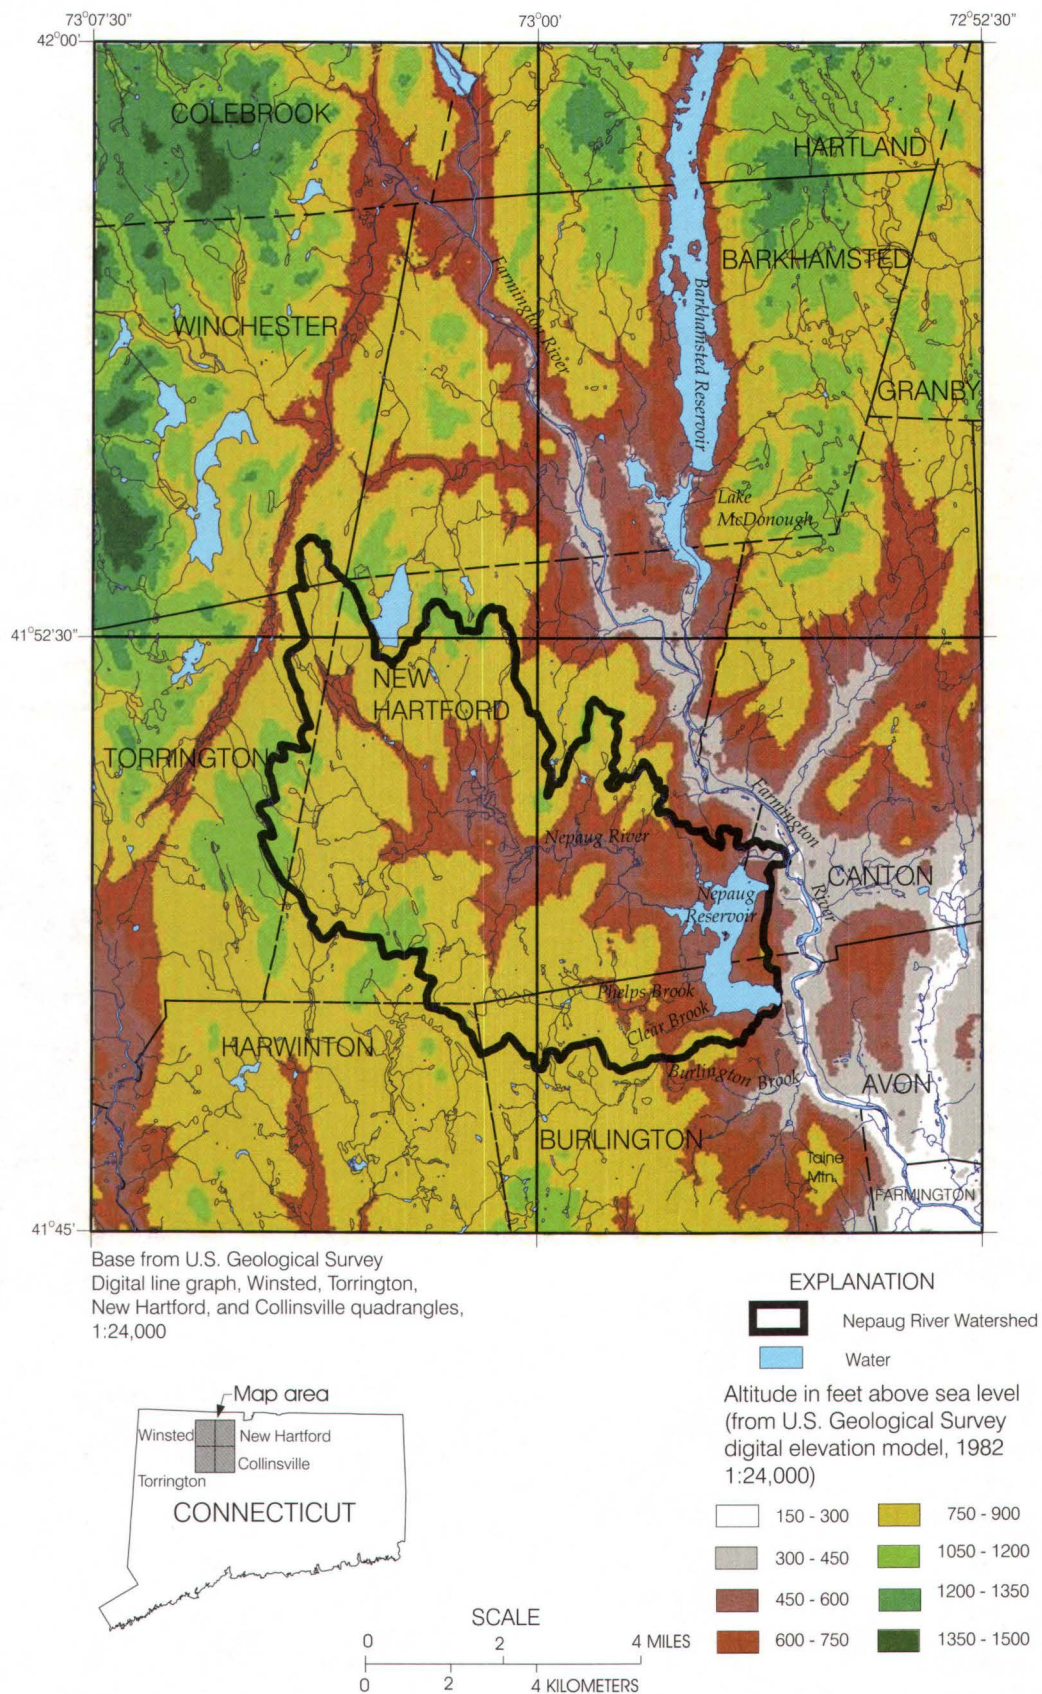 73°07'30"
73°00'
72°52'30"
42°00'
COLEBROOK
HARTLAND
BARKHAMSTED
Farmington River
Barkhamsted Reservoir
WINCHESTER
GRANBY
Lake
McDonough
41°52'30"
NEW
HARTFORD
TORRINGTON
Farmington
River
Nepaug River
CANTON
Nepaug
Reservoir
Phelps Brook
Clear Brook
HARWINTON
Burlington Brook
AVON
BURLINGTON
Taine
Mtn.
FARMINGTON
41°45'
Base from U.S. Geological Survey
Digital line graph, Winsted, Torrington,
New Hartford, and Collinsville quadrangles,
1:24,000
EXPLANATION
Nepaug River Watershed
Water
Altitude in feet above sea level
(from U.S. Geological Survey
digital elevation model, 1982
1:24,000)
150 - 300
750 - 900
300 - 450
1050 - 1200
450 - 600
1200 - 1350
600 - 750
1350 - 1500
Map area
Winsted
New Hartford
Collinsville
Torrington
CONNECTICUT
SCALE
0 2 4 MILES
0 2 4 KILOMETERS